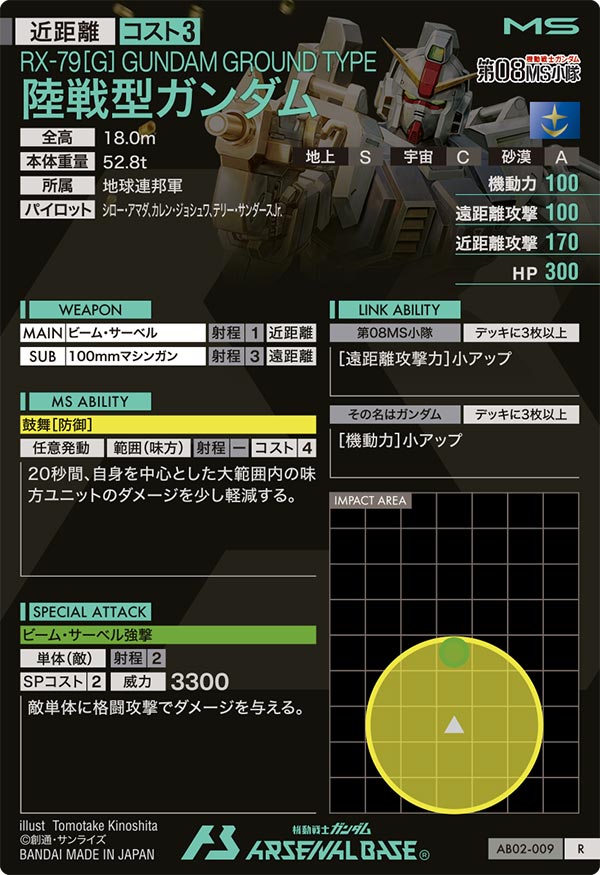 近距離 コスト3
MS
RX-79[G] GUNDAM GROUND TYPE
陸戦型ガンダム
機動戦士ガンダム
第08MS小隊
全高 18.0m
本体重量 52.8t
所属 地球連邦軍
パイロット シロー・アマダ、カレン・ジョシュワ、テリー・サンダースJr.
地上 S 宇宙 C 砂漠 A
機動力 100
遠距離攻撃 100
近距離攻撃 170
HP 300
WEAPON
MAIN ビーム・サーベル 射程 1 近距離
SUB 100mmマシンガン 射程 3 遠距離
MS ABILITY
鼓舞[防御]
任意発動 範囲(味方) 射程 ー コスト 4
20秒間、自身を中心とした大範囲内の味
方ユニットのダメージを少し軽減する。
SPECIAL ATTACK
ビーム・サーベル強撃
単体(敵) 射程 2
SPコスト 2 威力 3300
敵単体に格闘攻撃でダメージを与える。
LINK ABILITY
第08MS小隊 デッキに3枚以上
[遠距離攻撃力]小アップ
その名はガンダム デッキに3枚以上
[機動力]小アップ
IMPACT AREA
illust Tomotake Kinoshita
©創通・サンライズ
BANDAI MADE IN JAPAN
機動戦士ガンダム
ARSENAL BASE®
AB02-009 R